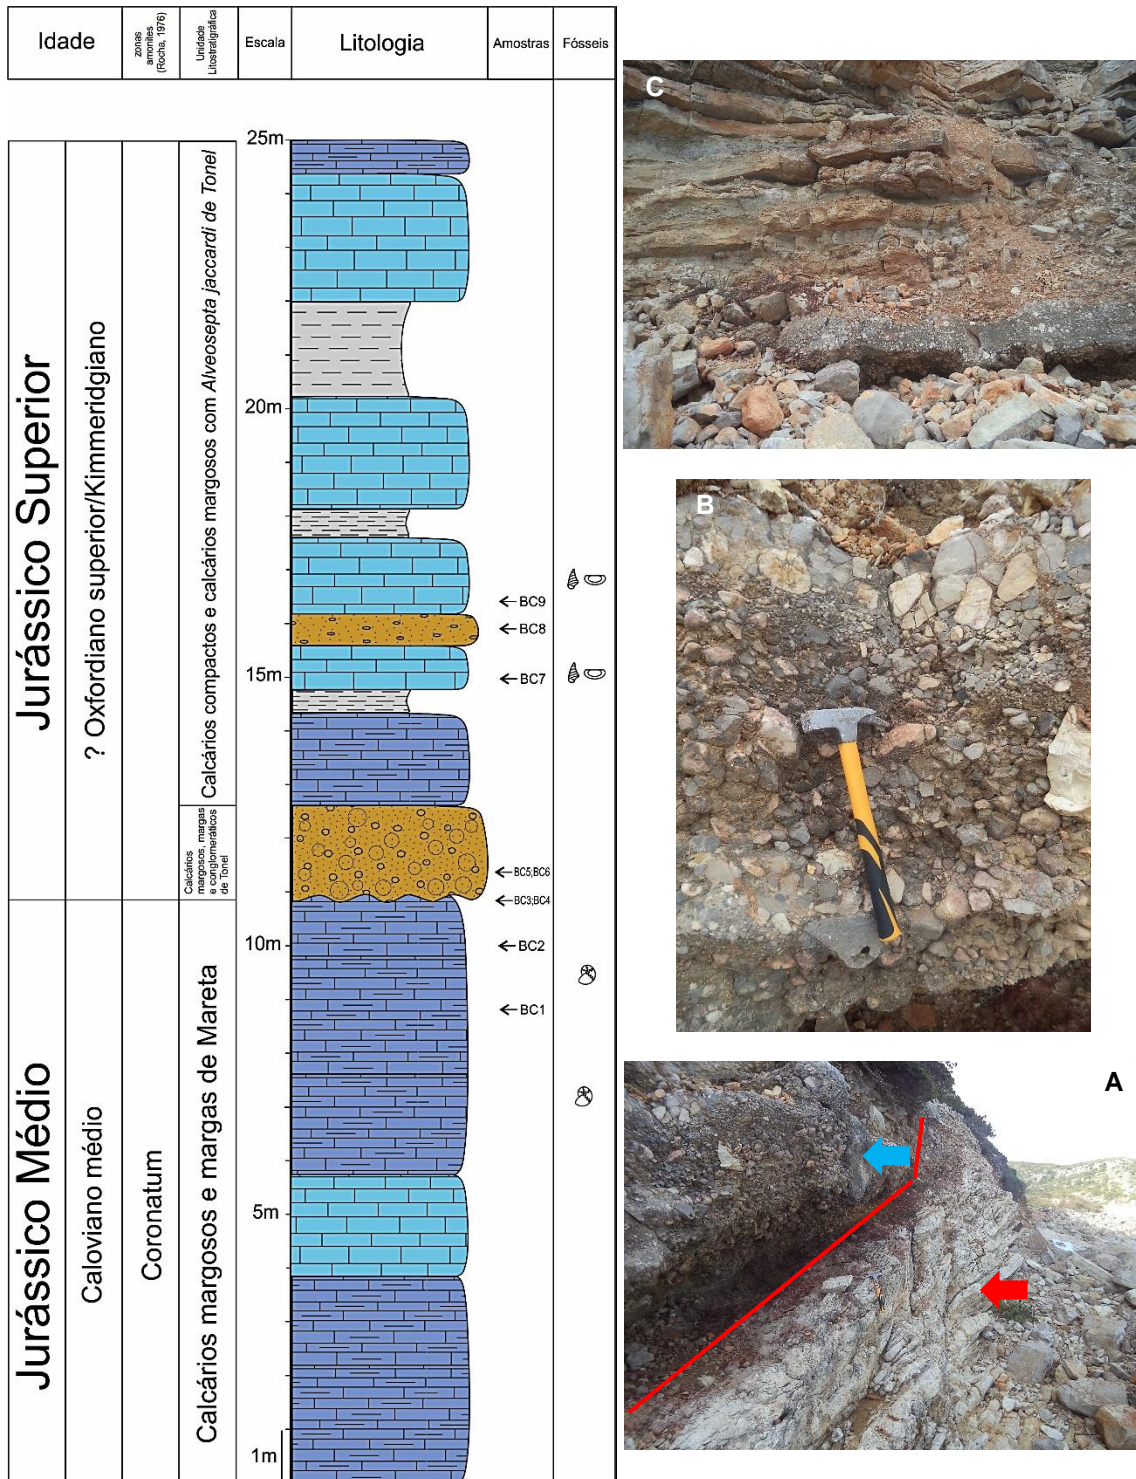 Idade
zonas
amonites
(Rocha, 1976)
Unidade
Litostratigráfica
Escala
Litologia
Amostras
Fósseis
Jurássico Superior
? Oxfordiano superior/Kimmeridgiano
Calcários compactos e calcários margosos com Alveosepta jaccardi de Tonel
Calcários
margosos, margas
e conglomeráticos
de Tonel
Jurássico Médio
Caloviano médio
Coronatum
Calcários margosos e margas de Mareta
25m
20m
15m
10m
5m
1m
BC9
BC8
BC7
BC5;BC6
BC3;BC4
BC2
BC1
C
B
A